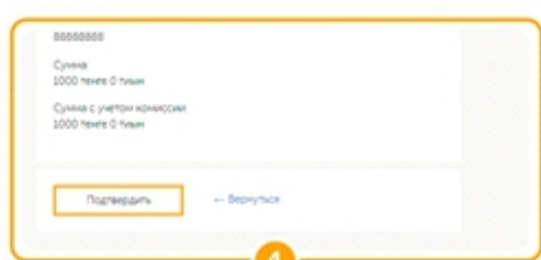 88888888
Сумма
1000 тенге 0 тиын
Сумма с учетом комиссии
1000 тенге 0 тиын
Подтвердить ← Вернуться
4